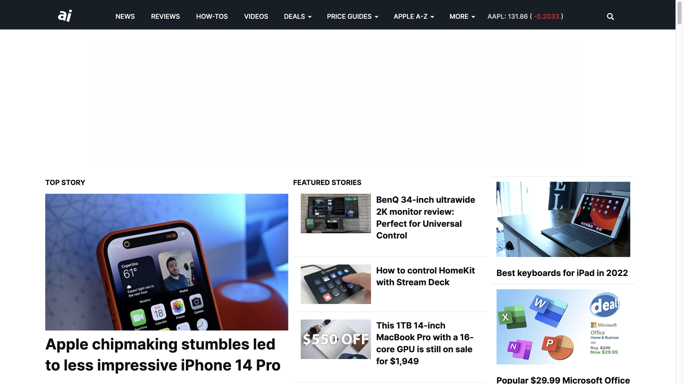 ai NEWS REVIEWS HOW-TOS VIDEOS DEALS PRICE GUIDES APPLE A-Z MORE AAPL: 131.86 ( -0.2033 )
TOP STORY
Apple chipmaking stumbles led
to less impressive iPhone 14 Pro
FEATURED STORIES
BenQ 34-inch ultrawide
2K monitor review:
Perfect for Universal
Control
How to control HomeKit
with Stream Deck
$550 OFF
This 1TB 14-inch
MacBook Pro with a 16-
core GPU is still on sale
for $1,949
Best keyboards for iPad in 2022
deal
Microsoft
Office
Home & Business
Reg. $249
Now $29.99
Popular $29.99 Microsoft Office